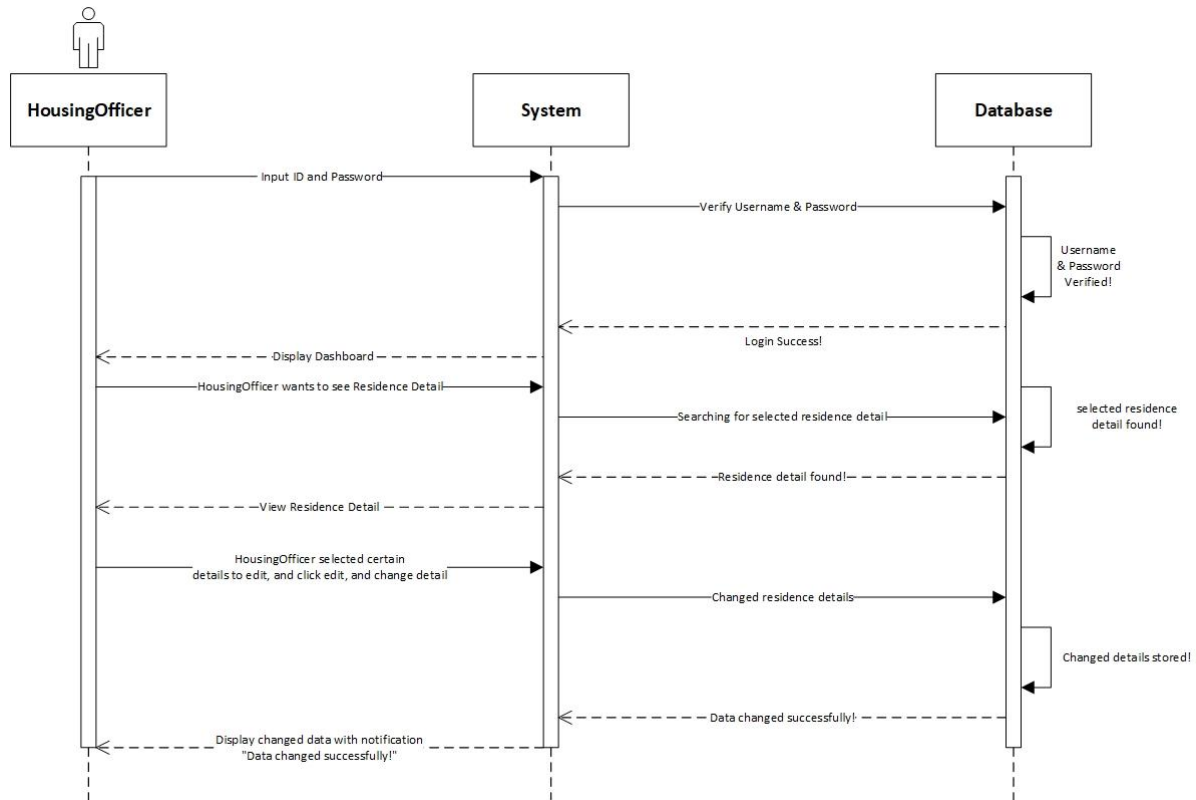 HousingOfficer
System
Database
Input ID and Password
Verify Username & Password
Username
& Password
Verified!
Login Success!
Display Dashboard
HousingOfficer wants to see Residence Detail
Searching for selected residence detail
selected residence
detail found!
Residence detail found!
View Residence Detail
HousingOfficer selected certain
details to edit, and click edit, and change detail
Changed residence details
Changed details stored!
Data changed successfully!
Display changed data with notification
"Data changed successfully!"